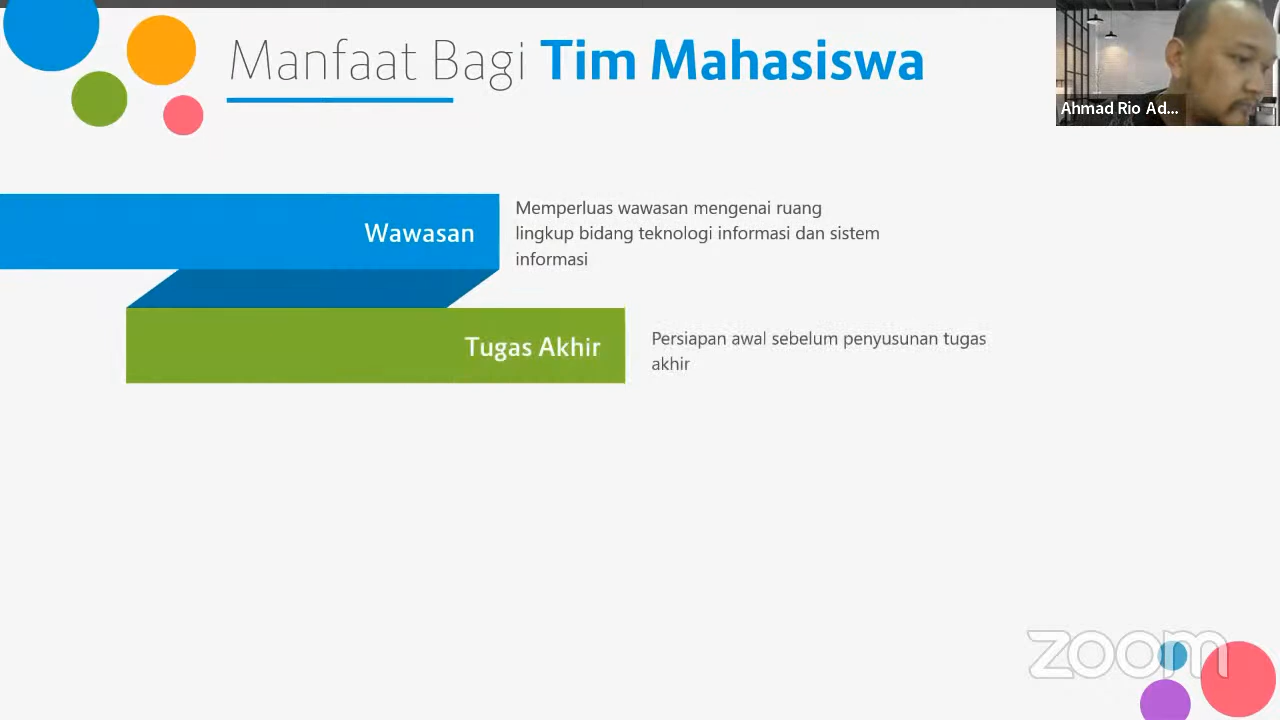 Manfaat Bagi Tim Mahasiswa
Ahmad Rio Ad...
Wawasan
Memperluas wawasan mengenai ruang
lingkup bidang teknologi informasi dan sistem
informasi
Tugas Akhir
Persiapan awal sebelum penyusunan tugas
akhir
zoom